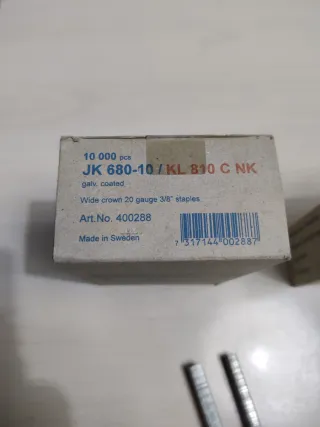 10 000 pcs
JK 680-10 / KL 810 C NK
galv. coated
Wide crown 20 gauge 3/8" staples
Art.No. 400288
Made in Sweden
7 317144 002887